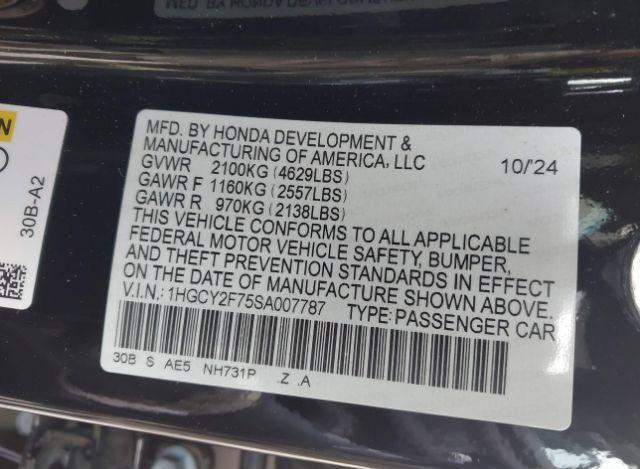 MFD. BY HONDA DEVELOPMENT &
MANUFACTURING OF AMERICA, LLC 10/'24
GVWR 2100KG (4629LBS)
GAWR F 1160KG (2557LBS)
GAWR R 970KG (2138LBS)
THIS VEHICLE CONFORMS TO ALL APPLICABLE
FEDERAL MOTOR VEHICLE SAFETY, BUMPER,
AND THEFT PREVENTION STANDARDS IN EFFECT
ON THE DATE OF MANUFACTURE SHOWN ABOVE.
V.I.N.: 1HGCY2F75SA007787 TYPE: PASSENGER CAR
30B S AE5 NH731P .Z .A
30B-A2